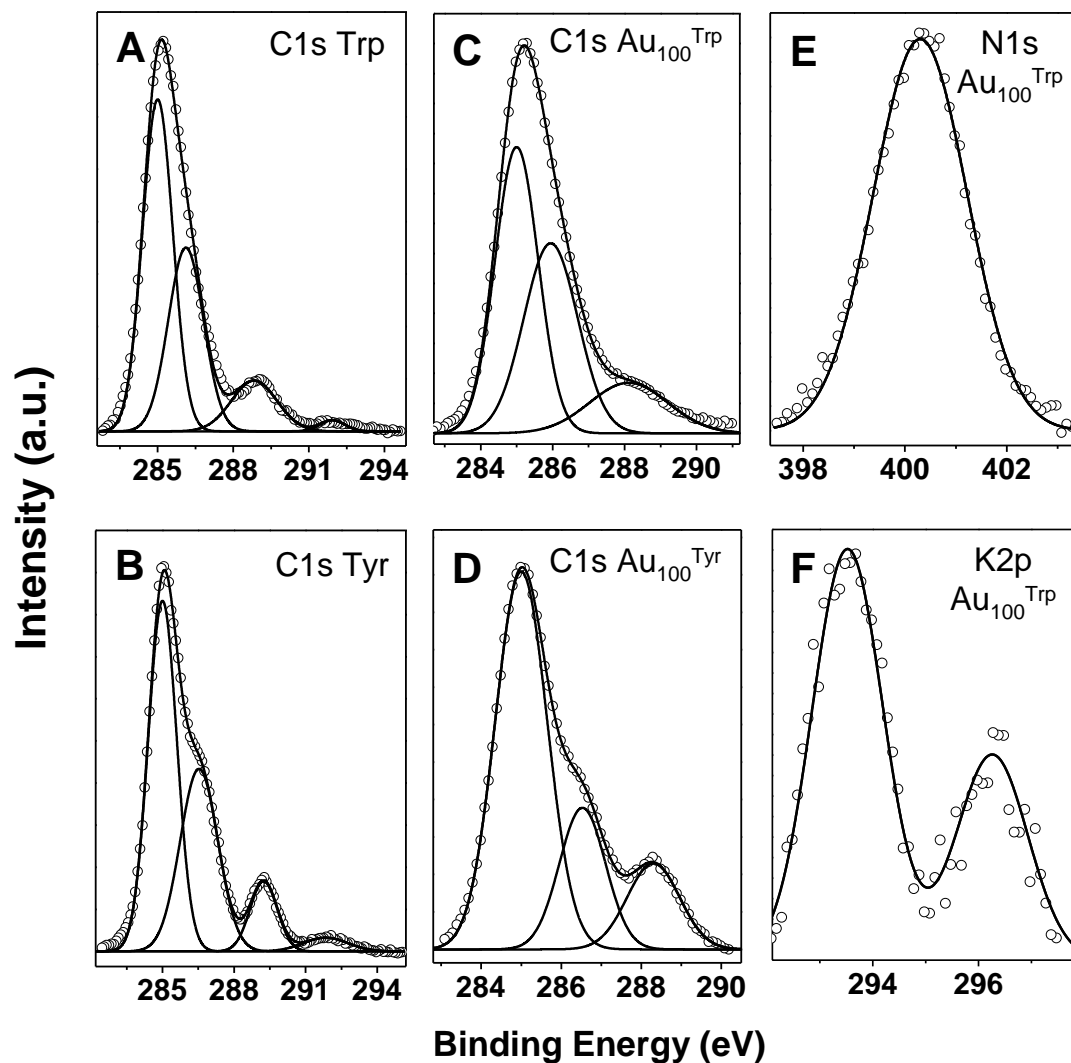 Intensity (a.u.)
A
C1s Trp
285 288 291 294
C
C1s Au₁₀₀ᵀʳᵖ
284 286 288 290
E
N1s
Au₁₀₀ᵀʳᵖ
398 400 402
B
C1s Tyr
285 288 291 294
D
C1s Au₁₀₀ᵀʸʳ
284 286 288 290
F
K2p
Au₁₀₀ᵀʳᵖ
294 296
Binding Energy (eV)